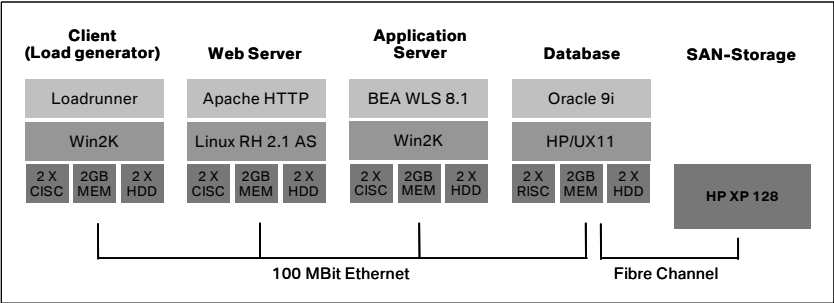 Client
(Load generator)
Web Server
Application
Server
Database
SAN-Storage
Loadrunner
Apache HTTP
BEA WLS 8.1
Oracle 9i
Win2K
Linux RH 2.1 AS
Win2K
HP/UX11
2 X
CISC
2GB
MEM
2 X
HDD
2 X
CISC
2GB
MEM
2 X
HDD
2 X
CISC
2GB
MEM
2 X
HDD
2 X
RISC
2GB
MEM
2 X
HDD
HP XP 128
100 MBit Ethernet
Fibre Channel